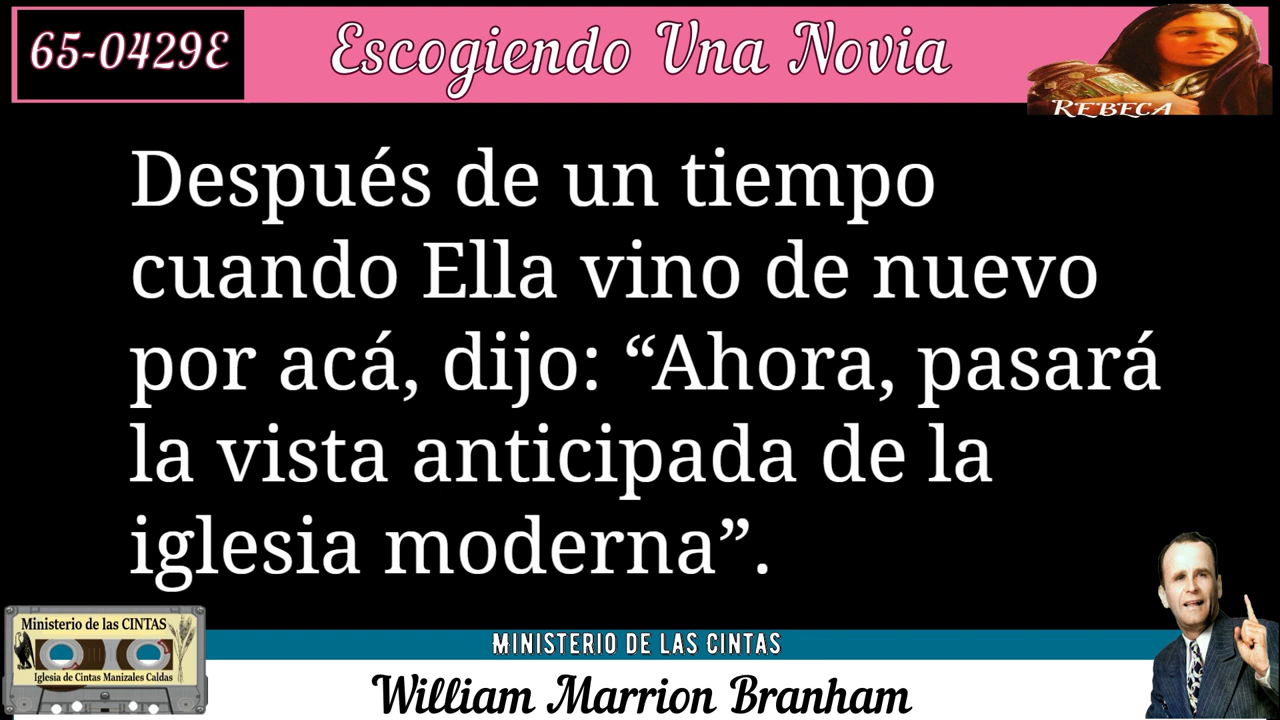 65-0429E
Escogiendo Una Novia
REBECA
Después de un tiempo
cuando Ella vino de nuevo
por acá, dijo: “Ahora, pasará
la vista anticipada de la
iglesia moderna”.
Ministerio de las CINTAS
Iglesia de Cintas Manizales Caldas
MINISTERIO DE LAS CINTAS
William Marrion Branham